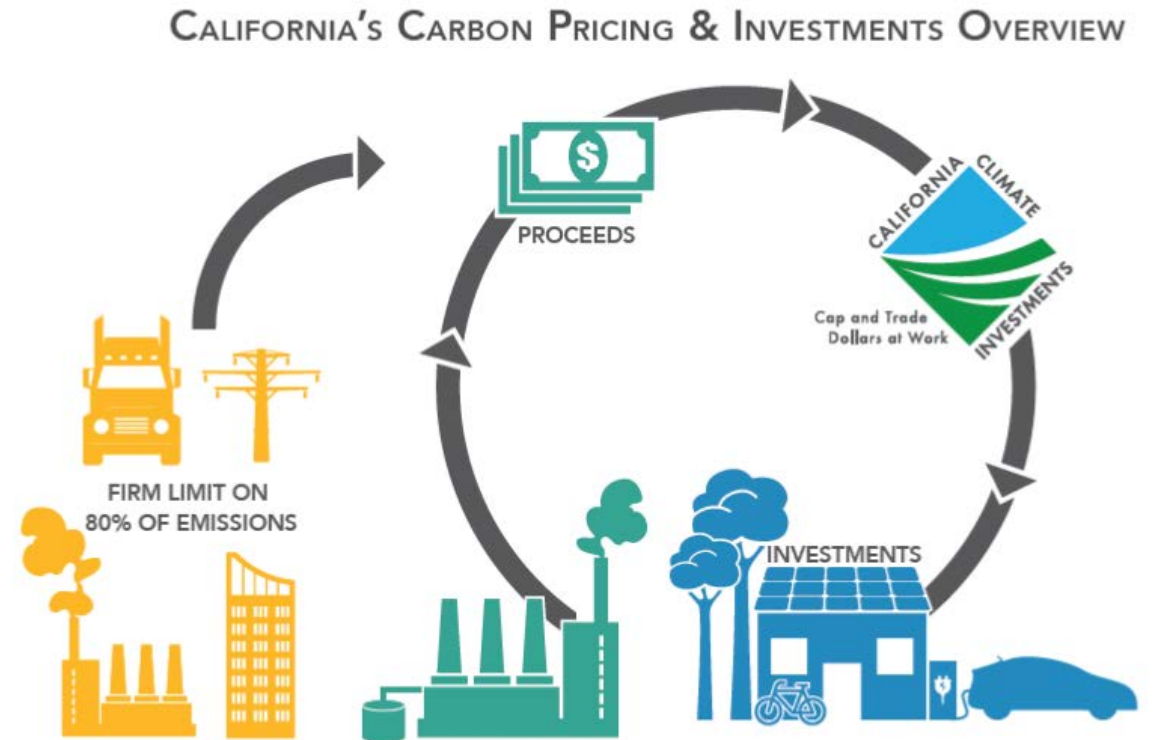 CALIFORNIA'S CARBON PRICING & INVESTMENTS OVERVIEW
$
PROCEEDS
CALIFORNIA
CLIMATE
INVESTMENTS
Cap and Trade
Dollars at Work
FIRM LIMIT ON
80% OF EMISSIONS
INVESTMENTS